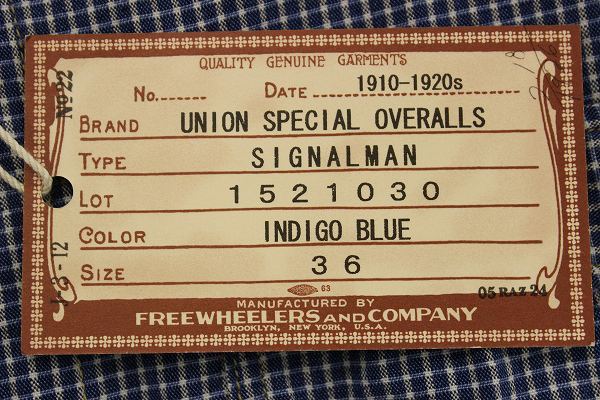 QUALITY GENUINE GARMENTS
No.
DATE 1910-1920s
BRAND UNION SPECIAL OVERALLS
TYPE SIGNALMAN
LOT 1521030
COLOR INDIGO BLUE
SIZE 36
63
05 RAZ 24
MANUFACTURED BY
FREEWHEELERS AND COMPANY
BROOKLYN, NEW YORK, U.S.A.
No 22